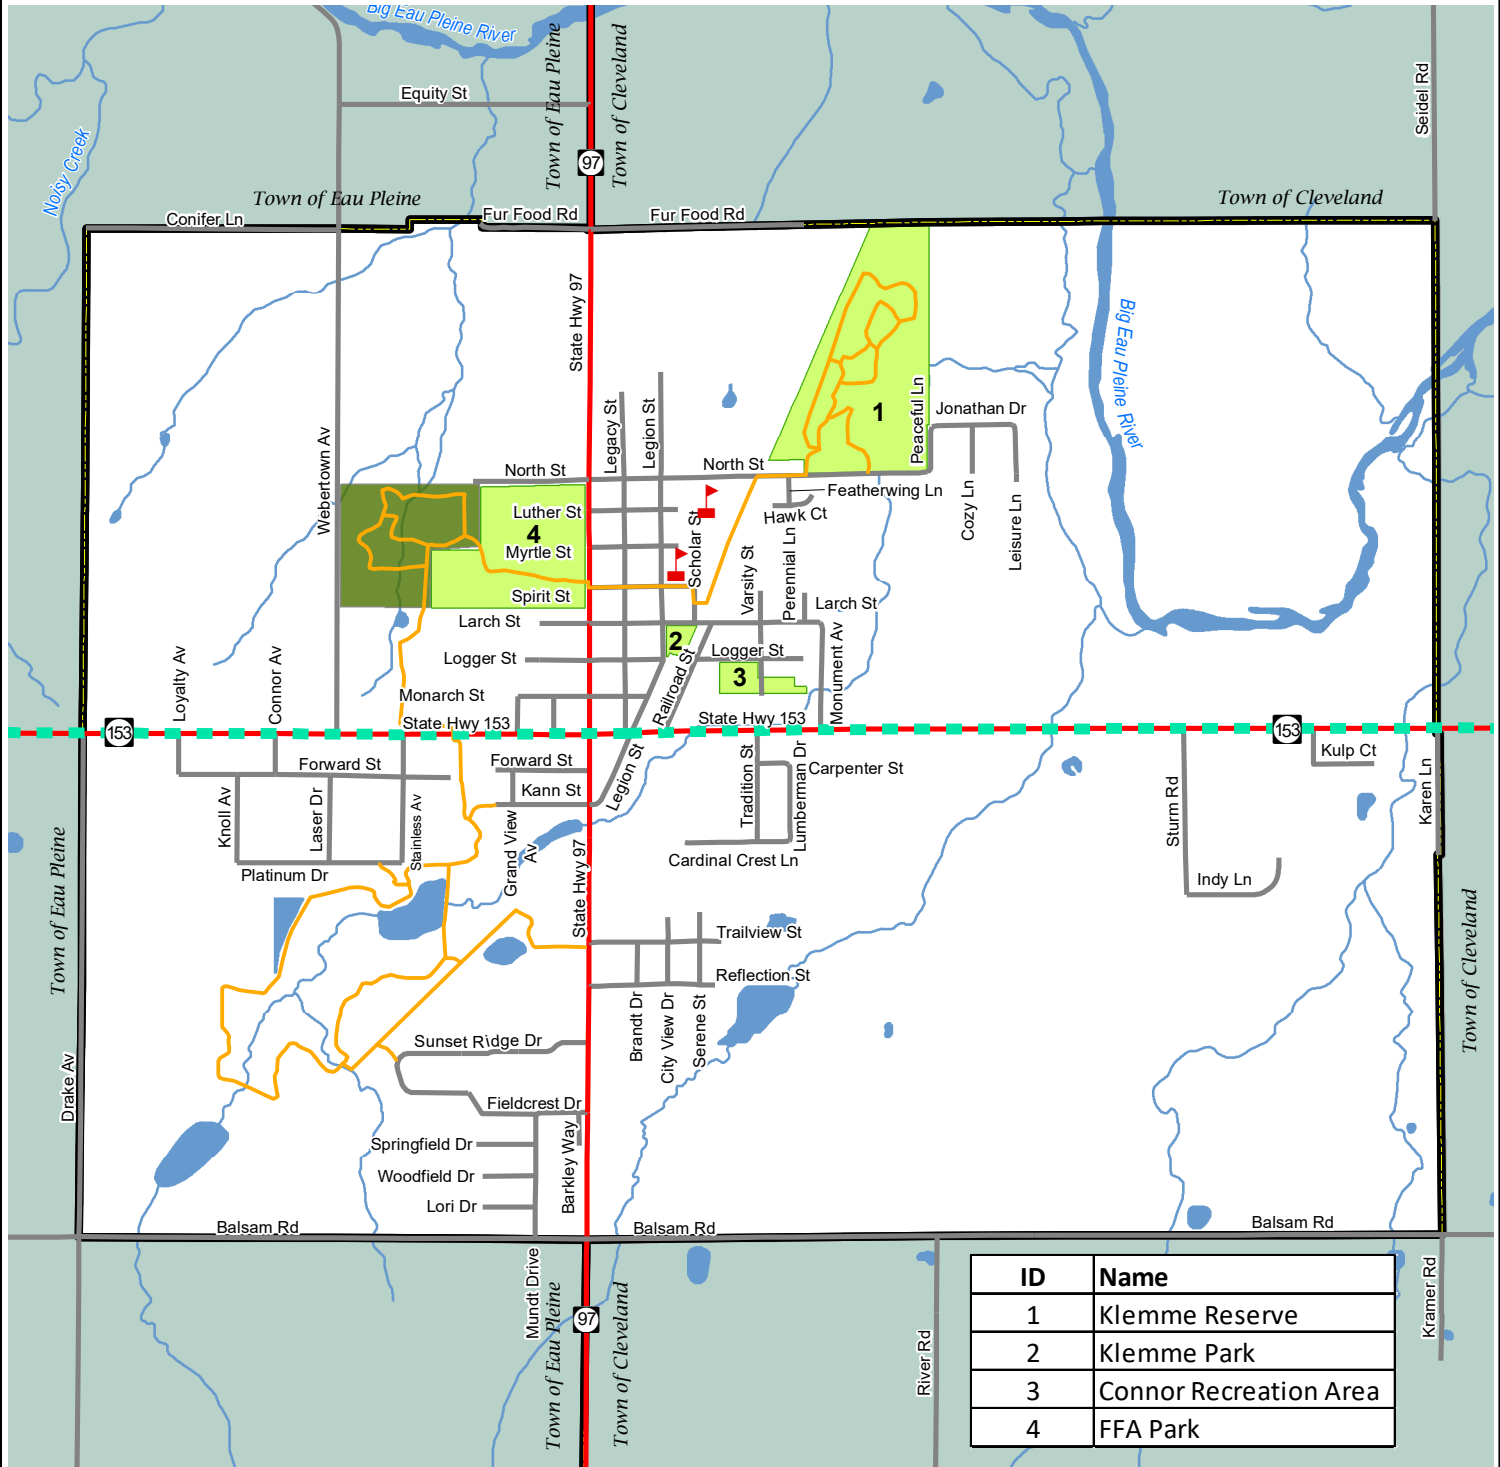 Big Eau Pleine River
Town of Eau Pleine
Town of Cleveland
Seidel Rd
Equity St
Noisy Creek
97
Town of Eau Pleine
Town of Cleveland
Conifer Ln
Fur Food Rd
Fur Food Rd
State Hwy 97
Big Eau Pleine River
Webertown Av
Legacy St
Legion St
Peaceful Ln
1
Jonathan Dr
North St
North St
Featherwing Ln
Hawk Ct
Cozy Ln
Leisure Ln
Luther St
4
Myrtle St
Scholar St
Varsity St
Perennial Ln
Spirit St
Larch St
Larch St
2
Logger St
Logger St
3
Railroad St
Monument Av
Loyalty Av
Connor Av
Monarch St
State Hwy 153
State Hwy 153
153
153
Forward St
Forward St
Kann St
Legion St
Tradition St
Lumberman Dr
Carpenter St
Kulp Ct
Karen Ln
Knoll Av
Laser Dr
Stainless Av
Grand View
Av
State Hwy 97
Cardinal Crest Ln
Sturm Rd
Indy Ln
Platinum Dr
Town of Eau Pleine
Town of Cleveland
Trailview St
Reflection St
Brandt Dr
City View Dr
Serene St
Sunset Ridge Dr
Drake Av
Fieldcrest Dr
Springfield Dr
Woodfield Dr
Lori Dr
Barkley Way
Balsam Rd
Balsam Rd
Balsam Rd
Mundt Drive
Town of Eau Pleine
97
Town of Cleveland
River Rd
Kramer Rd
ID Name
1 Klemme Reserve
2 Klemme Park
3 Connor Recreation Area
4 FFA Park